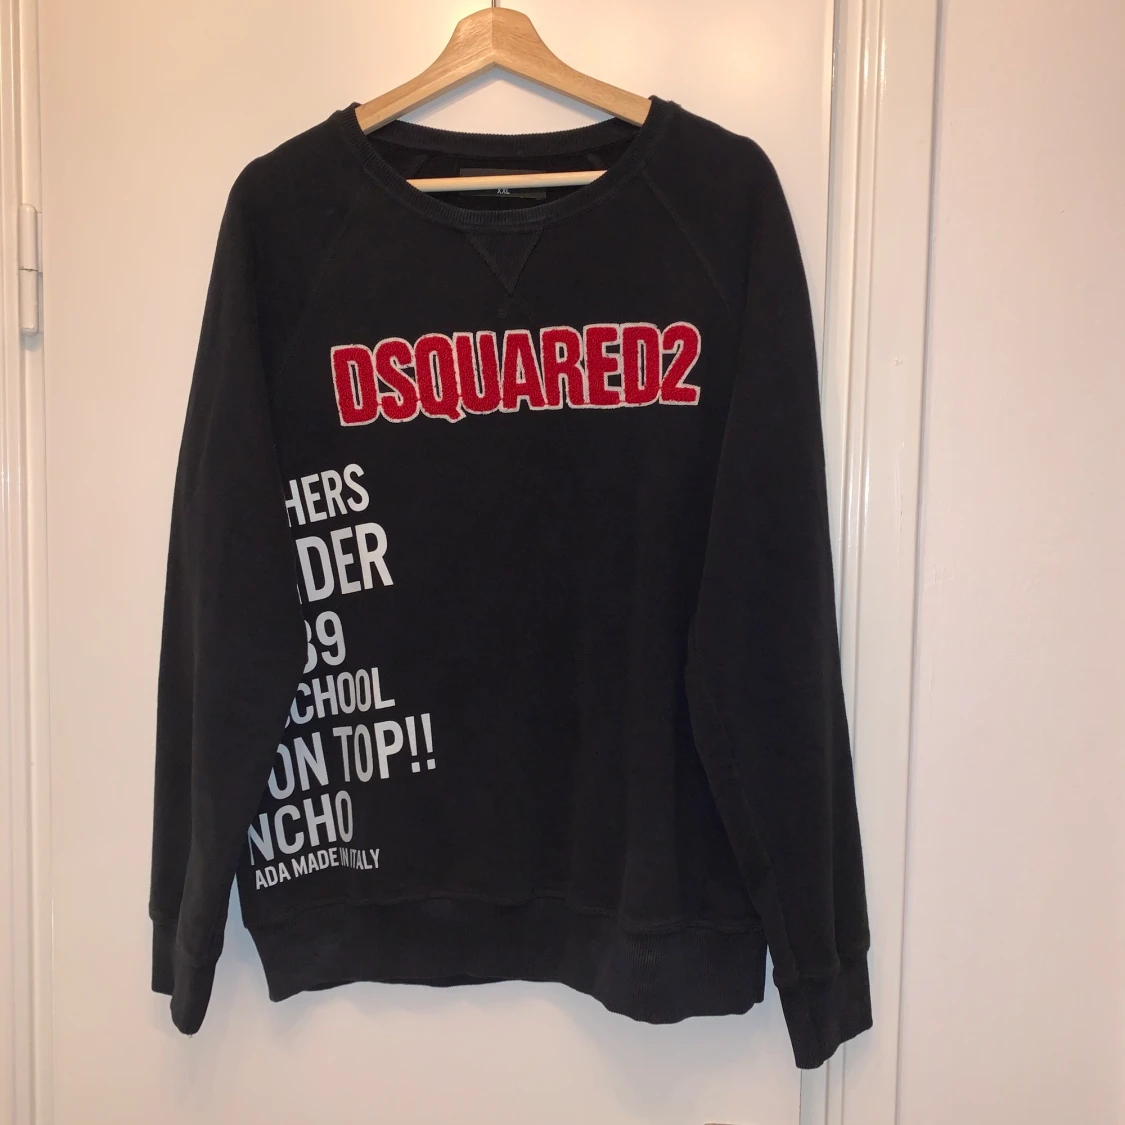 XXL
DSQUARED2
HERS
DER
39
CHOOL
ON TOP!!
NCHO
ADA MADE IN ITALY